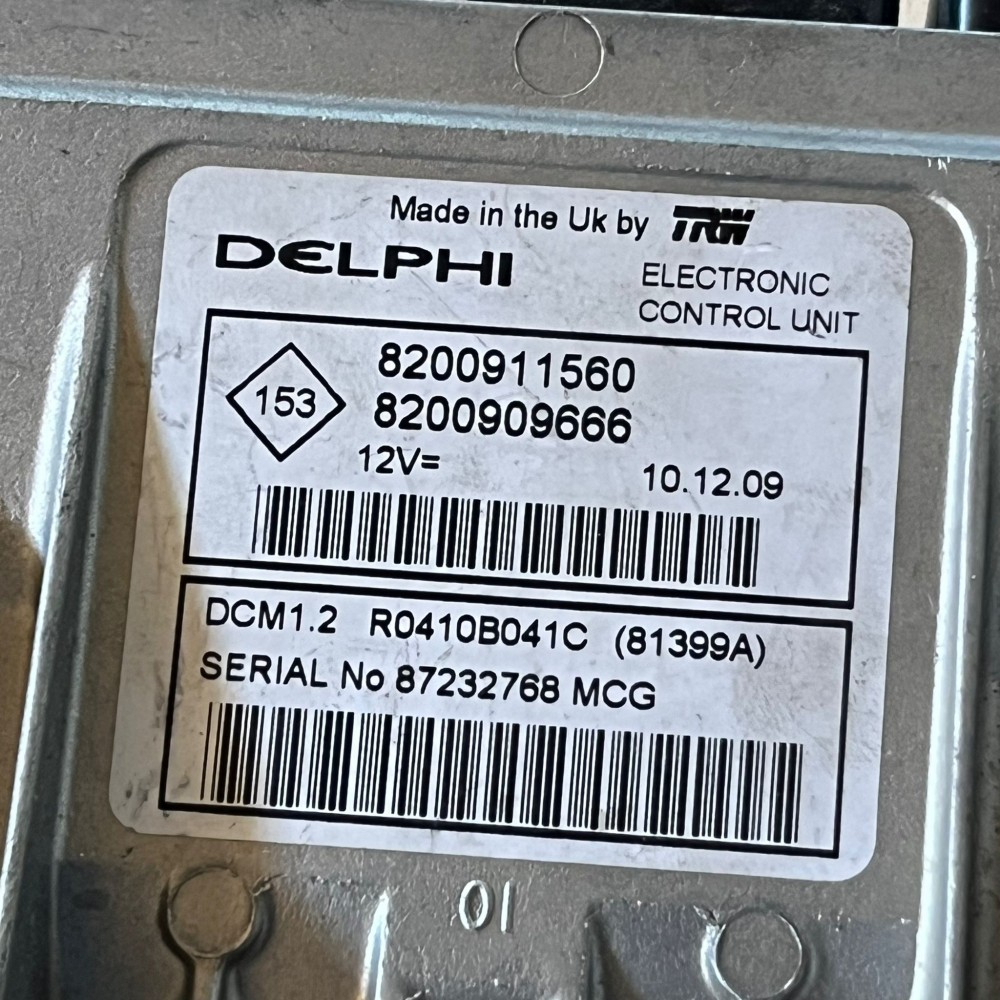 Made in the Uk by TRW
DELPHI
ELECTRONIC
CONTROL UNIT
153
8200911560
8200909666
12V=
10.12.09
DCM1.2 R0410B041C (81399A)
SERIAL No 87232768 MCG
01